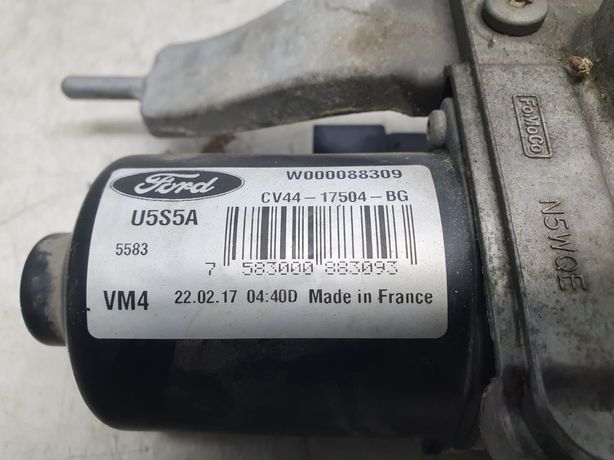 Ford
W000088309
U5S5A
CV44-17504-BG
5583
7 583000 883093
VM4 22.02.17 04:40D Made in France
FoMoCo
N5WQE